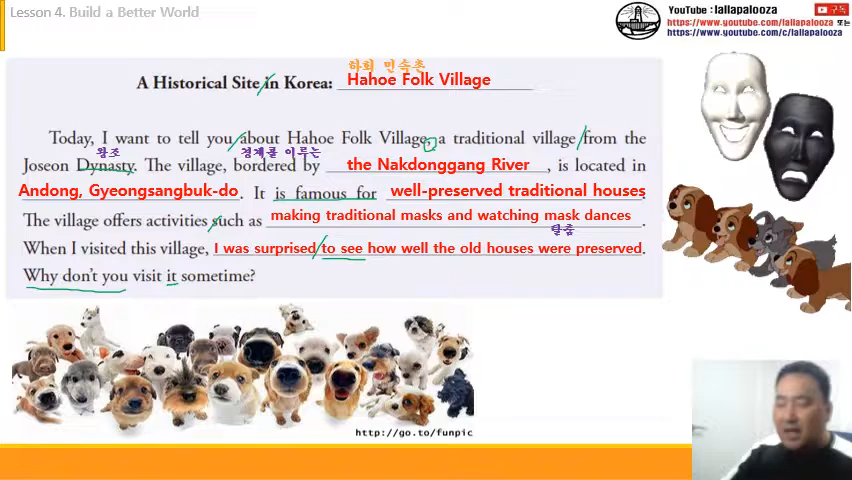 Lesson 4. Build a Better World
YouTube : lallapalooza 구독
https://www.youtube.com/lallapalooza 또는
https://www.youtube.com/c/lallapalooza
하회 민속촌
A Historical Site in Korea: Hahoe Folk Village
Today, I want to tell you about Hahoe Folk Village, a traditional village from the
왕조 경계를 이루는
Joseon Dynasty. The village, bordered by the Nakdonggang River, is located in
Andong, Gyeongsangbuk-do. It is famous for well-preserved traditional houses.
The village offers activities such as making traditional masks and watching mask dances.
탈춤
When I visited this village, I was surprised to see how well the old houses were preserved.
Why don't you visit it sometime?
http://go.to/funpic